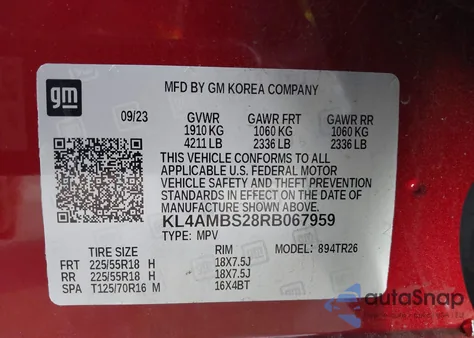 gm
MFD BY GM KOREA COMPANY
09/23 GVWR GAWR FRT GAWR RR
1910 KG 1060 KG 1060 KG
4211 LB 2336 LB 2336 LB
THIS VEHICLE CONFORMS TO ALL
APPLICABLE U.S. FEDERAL MOTOR
VEHICLE SAFETY AND THEFT PREVENTION
STANDARDS IN EFFECT ON THE DATE OF
MANUFACTURE SHOWN ABOVE.
KL4AMBS28RB067959
TYPE: MPV MODEL: 894TR26
TIRE SIZE RIM
FRT 225/55R18 H 18X7.5J
RR 225/55R18 H 18X7.5J
SPA T125/70R16 M 16X4BT
autoSnap